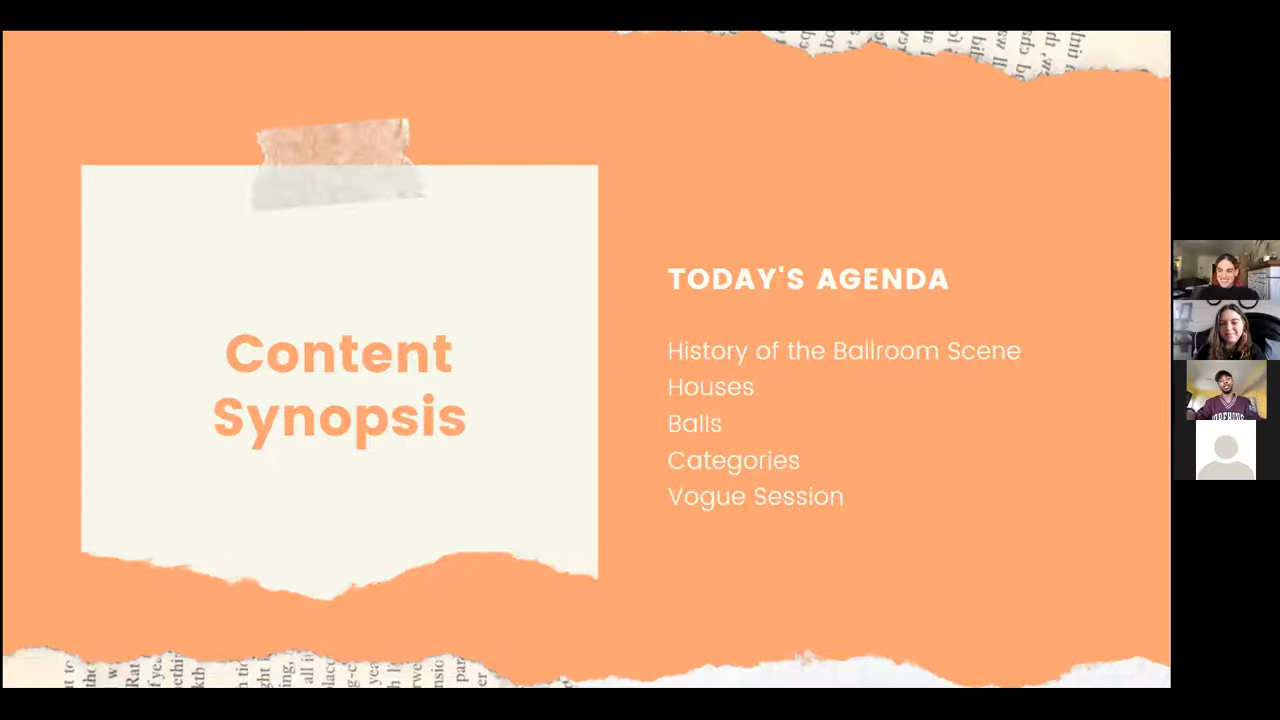 Content
Synopsis
TODAY'S AGENDA
History of the Ballroom Scene
Houses
Balls
Categories
Vogue Session